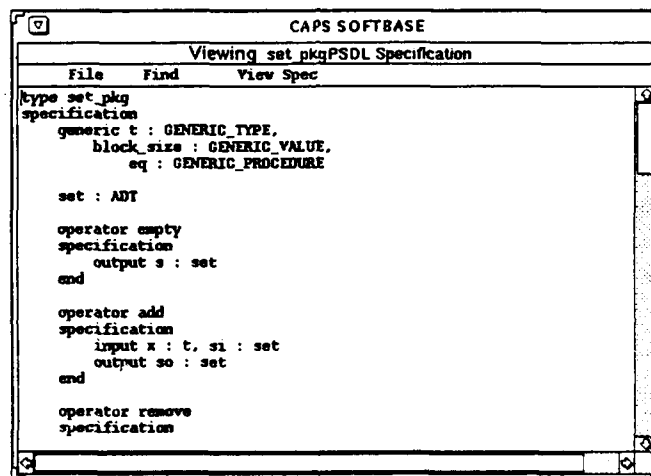 CAPS SOFTBASE
Viewing set_pkgPSDL Specification
File Find View Spec
type set_pkg
specification
generic t : GENERIC_TYPE,
block_size : GENERIC_VALUE,
eq : GENERIC_PROCEDURE
set : ADT
operator empty
specification
output s : set
end
operator add
specification
input x : t, si : set
output so : set
end
operator remove
specification